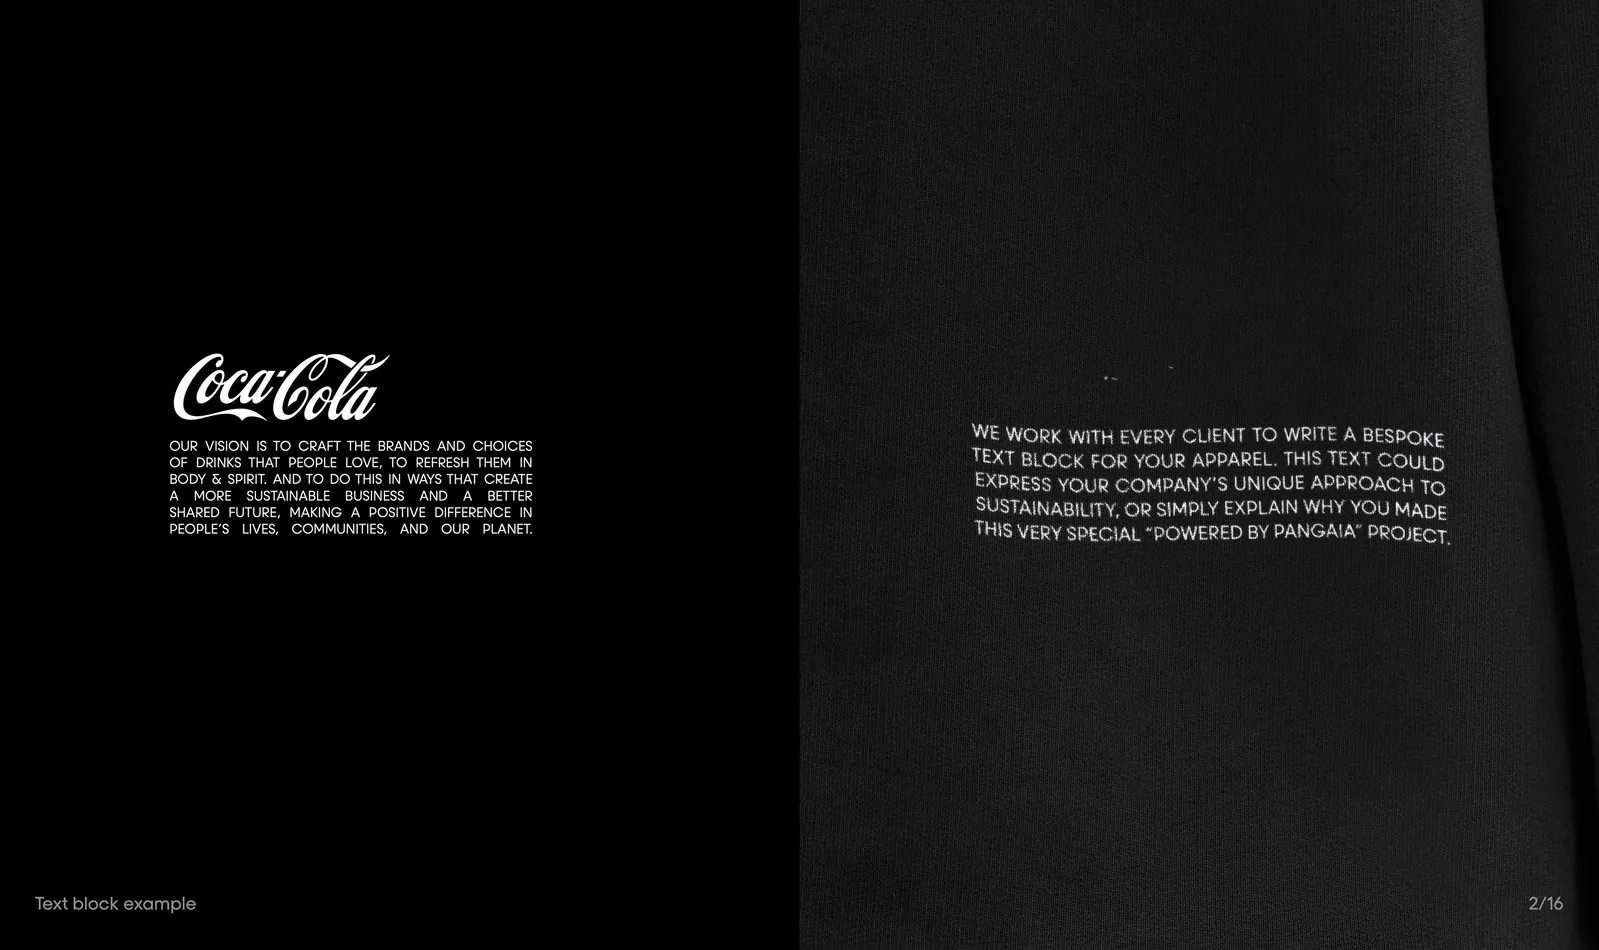 Coca-Cola
OUR VISION IS TO CRAFT THE BRANDS AND CHOICES
OF DRINKS THAT PEOPLE LOVE, TO REFRESH THEM IN
BODY & SPIRIT. AND TO DO THIS IN WAYS THAT CREATE
A MORE SUSTAINABLE BUSINESS AND A BETTER
SHARED FUTURE, MAKING A POSITIVE DIFFERENCE IN
PEOPLE’S LIVES, COMMUNITIES, AND OUR PLANET.
WE WORK WITH EVERY CLIENT TO WRITE A BESPOKE
TEXT BLOCK FOR YOUR APPAREL. THIS TEXT COULD
EXPRESS YOUR COMPANY’S UNIQUE APPROACH TO
SUSTAINABILITY, OR SIMPLY EXPLAIN WHY YOU MADE
THIS VERY SPECIAL “POWERED BY PANGAIA” PROJECT.
Text block example
2/16